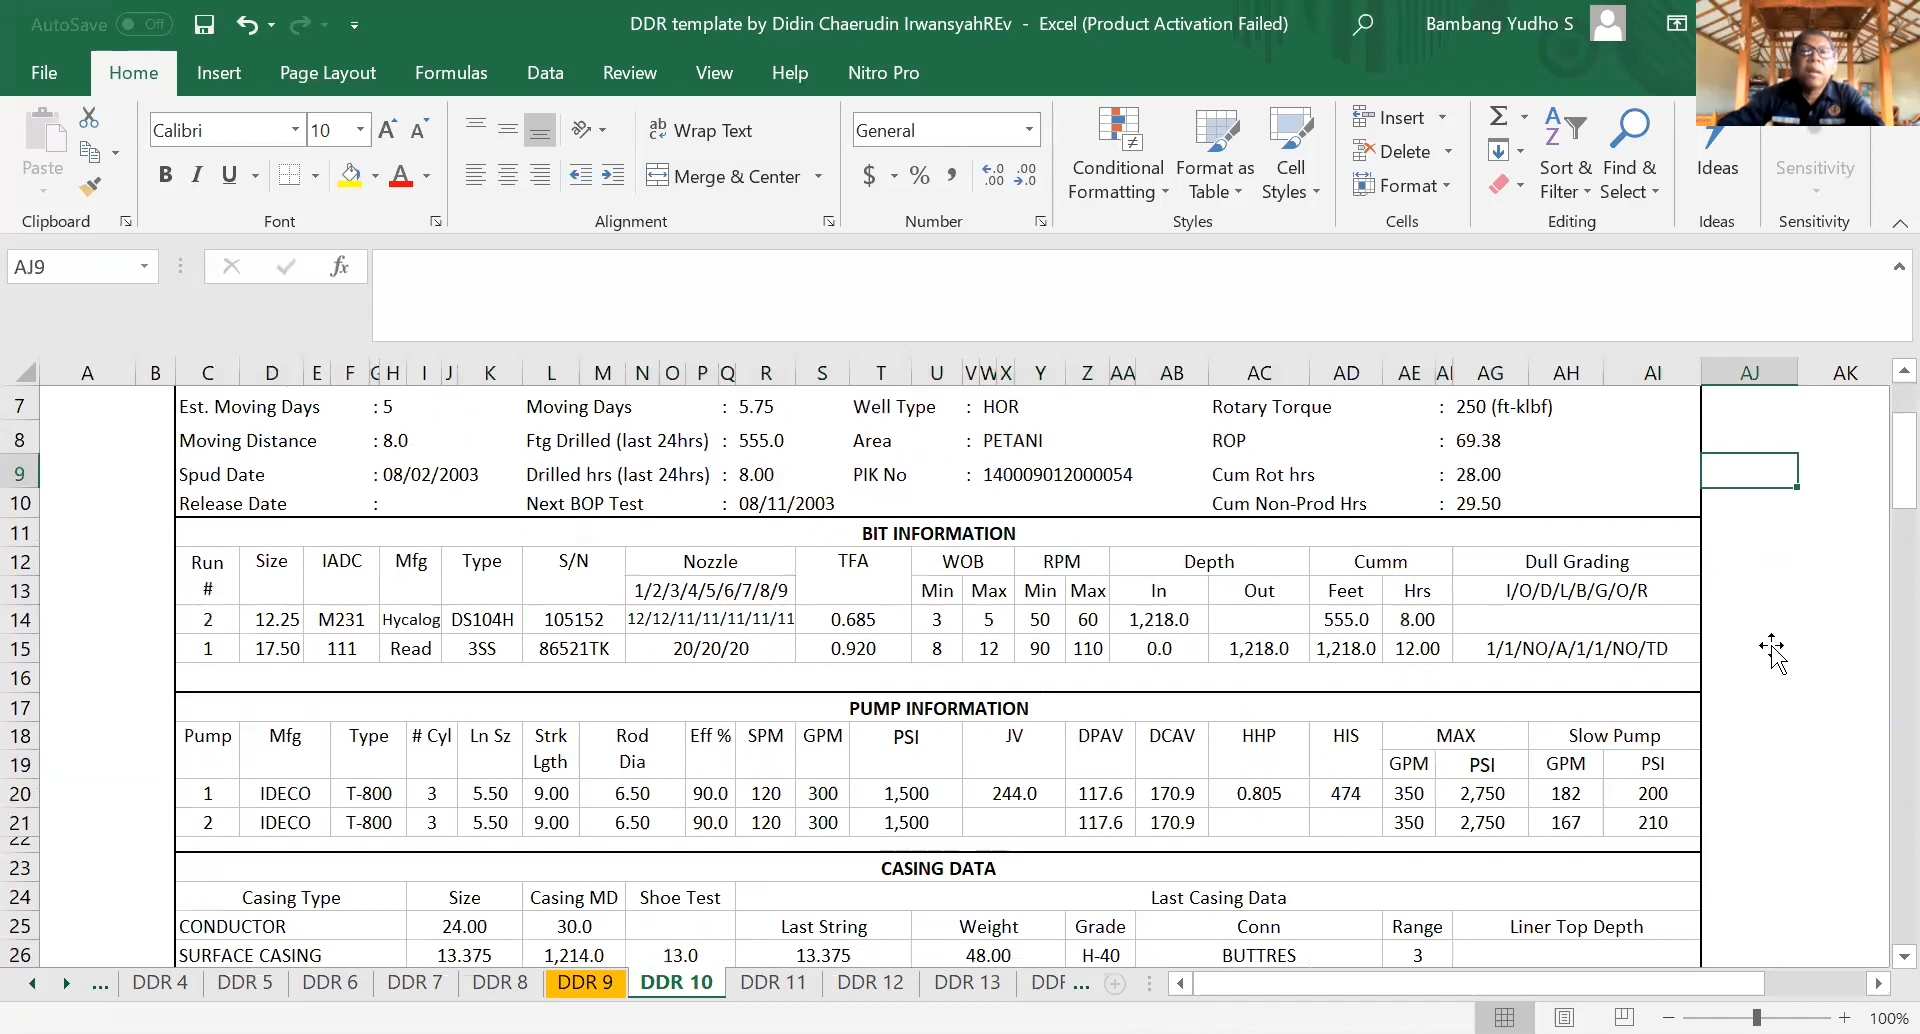 AutoSave Off DDR template by Didin Chaerudin IrwansyahREv - Excel (Product Activation Failed) Bambang Yudho S
File Home Insert Page Layout Formulas Data Review View Help Nitro Pro
Calibri 10 Wrap Text General Insert
Paste B I U Merge & Center $ % Conditional Formatting Format as Table Cell Styles Delete Format Sort & Filter Find & Select Ideas Sensitivity
Clipboard Font Alignment Number Styles Cells Editing Ideas Sensitivity
AJ9 fx
A B C D E F G H I J K L M N O P Q R S T U V W X Y Z AA AB AC AD AE AG AH AI AJ AK
7 Est. Moving Days : 5 Moving Days : 5.75 Well Type : HOR Rotary Torque : 250 (ft-klbf)
8 Moving Distance : 8.0 Ftg Drilled (last 24hrs) : 555.0 Area : PETANI ROP : 69.38
9 Spud Date : 08/02/2003 Drilled hrs (last 24hrs) : 8.00 PIK No : 140009012000054 Cum Rot hrs : 28.00
10 Release Date : Next BOP Test : 08/11/2003 Cum Non-Prod Hrs : 29.50
11 BIT INFORMATION
12 Run Size IADC Mfg Type S/N Nozzle TFA WOB RPM Depth Cumm Dull Grading
13 # 1/2/3/4/5/6/7/8/9 Min Max Min Max In Out Feet Hrs I/O/D/L/B/G/O/R
14 2 12.25 M231 Hycalog DS104H 105152 12/12/11/11/11/11/11 0.685 3 5 50 60 1,218.0 555.0 8.00
15 1 17.50 111 Read 3SS 86521TK 20/20/20 0.920 8 12 90 110 0.0 1,218.0 1,218.0 12.00 1/1/NO/A/1/1/NO/TD
16
17 PUMP INFORMATION
18 Pump Mfg Type # Cyl Ln Sz Strk Rod Eff % SPM GPM PSI JV DPAV DCAV HHP HIS MAX Slow Pump
19 Lgth Dia GPM PSI GPM PSI
20 1 IDECO T-800 3 5.50 9.00 6.50 90.0 120 300 1,500 244.0 117.6 170.9 0.805 474 350 2,750 182 200
21 2 IDECO T-800 3 5.50 9.00 6.50 90.0 120 300 1,500 117.6 170.9 350 2,750 167 210
22
23 CASING DATA
24 Casing Type Size Casing MD Shoe Test Last Casing Data
25 CONDUCTOR 24.00 30.0 Last String Weight Grade Conn Range Liner Top Depth
26 SURFACE CASING 13.375 1,214.0 13.0 13.375 48.00 H-40 BUTTRES 3
... DDR 4 DDR 5 DDR 6 DDR 7 DDR 8 DDR 9 DDR 10 DDR 11 DDR 12 DDR 13 ...
100%